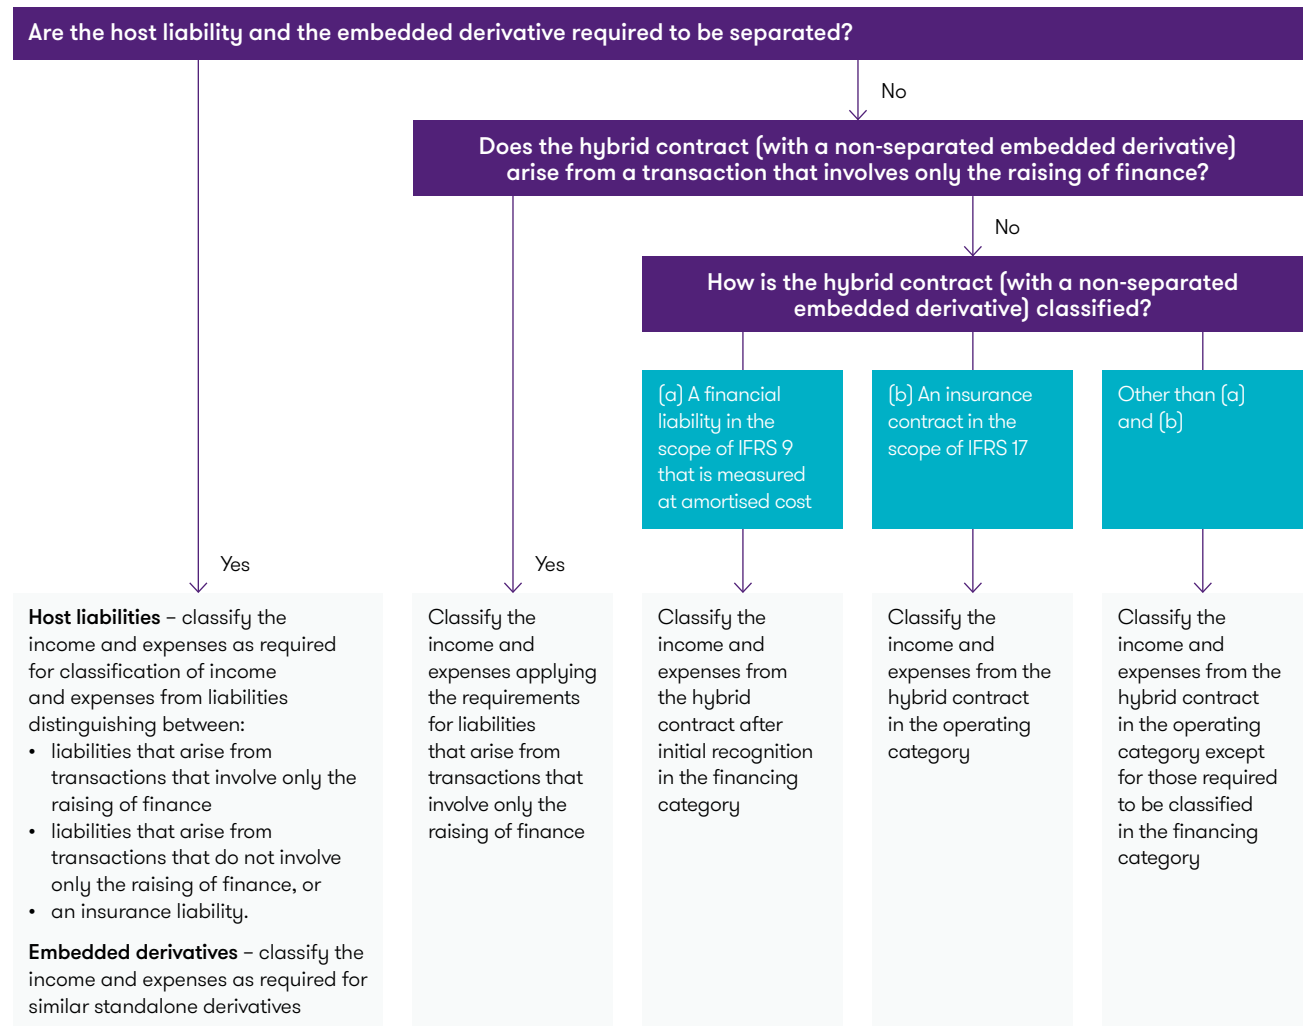 Are the host liability and the embedded derivative required to be separated?
No
Does the hybrid contract (with a non-separated embedded derivative)
arise from a transaction that involves only the raising of finance?
No
How is the hybrid contract (with a non-separated
embedded derivative) classified?
(a) A financial
liability in the
scope of IFRS 9
that is measured
at amortised cost
(b) An insurance
contract in the
scope of IFRS 17
Other than (a)
and (b)
Yes
Yes
Host liabilities – classify the
income and expenses as required
for classification of income
and expenses from liabilities
distinguishing between:
• liabilities that arise from
transactions that involve only the
raising of finance
• liabilities that arise from
transactions that do not involve
only the raising of finance, or
• an insurance liability.
Embedded derivatives – classify the
income and expenses as required for
similar standalone derivatives
Classify the
income and
expenses applying
the requirements
for liabilities
that arise from
transactions that
involve only the
raising of finance
Classify the
income and
expenses from
the hybrid
contract after
initial recognition
in the financing
category
Classify the
income and
expenses from the
hybrid contract
in the operating
category
Classify the
income and
expenses from the
hybrid contract
in the operating
category except
for those required
to be classified
in the financing
category